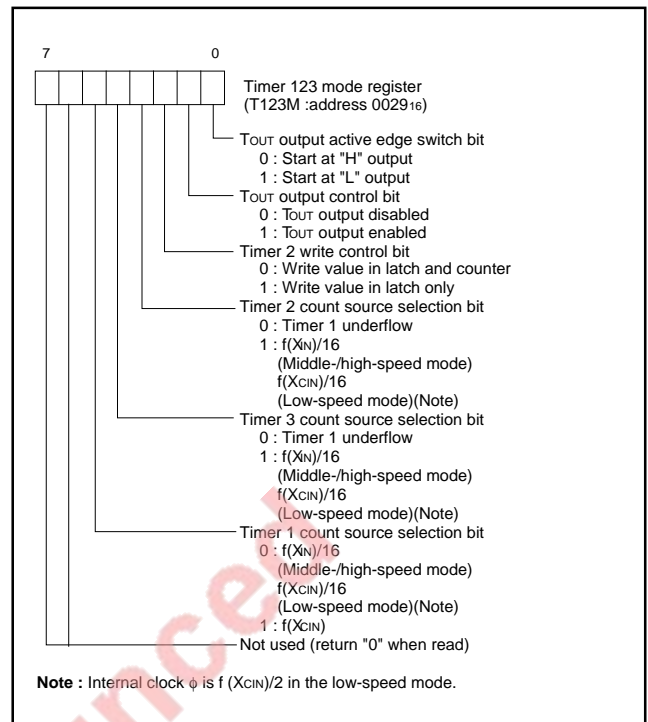 7 0
Timer 123 mode register
(T123M :address 002916)
TOUT output active edge switch bit
0 : Start at "H" output
1 : Start at "L" output
TOUT output control bit
0 : TOUT output disabled
1 : TOUT output enabled
Timer 2 write control bit
0 : Write value in latch and counter
1 : Write value in latch only
Timer 2 count source selection bit
0 : Timer 1 underflow
1 : f(XIN)/16
(Middle-/high-speed mode)
f(XCIN)/16
(Low-speed mode)(Note)
Timer 3 count source selection bit
0 : Timer 1 underflow
1 : f(XIN)/16
(Middle-/high-speed mode)
f(XCIN)/16
(Low-speed mode)(Note)
Timer 1 count source selection bit
0 : f(XIN)/16
(Middle-/high-speed mode)
f(XCIN)/16
(Low-speed mode)(Note)
1 : f(XCIN)
Not used (return "0" when read)
Note : Internal clock ϕ is f (XCIN)/2 in the low-speed mode.
nced